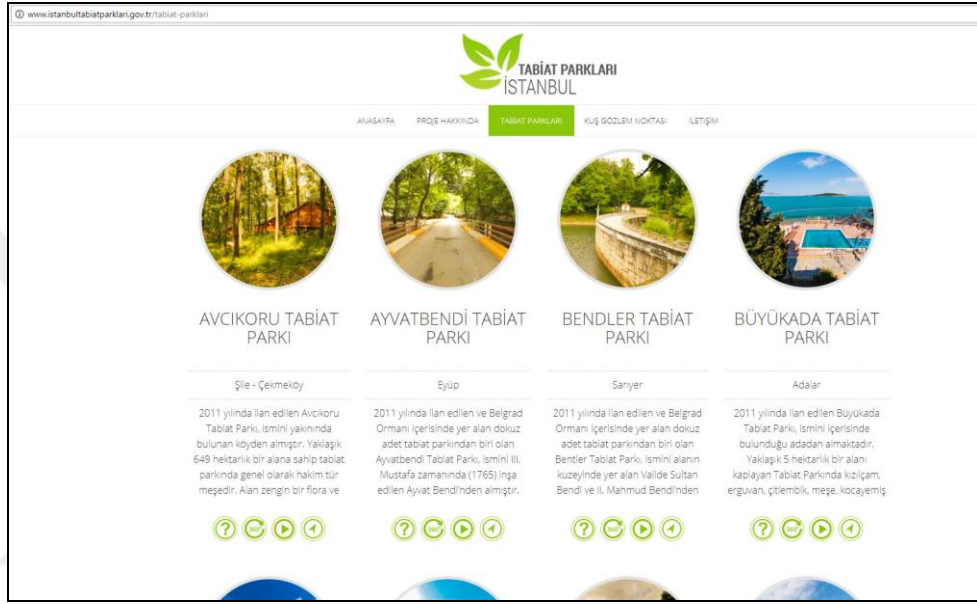 www.istanbultabiatparklari.gov.tr/tabiat-parklari
TABİAT PARKLARI
İSTANBUL
ANASAYFA PROJE HAKKINDA TABİAT PARKLARI KUŞ GÖZLEM NOKTASI İLETİŞİM
AVCIKORU TABİAT
PARKI
Şile - Çekmeköy
2011 yılında ilan edilen Avcıkoru
Tabiat Parkı, ismini yakınında
bulunan köyden almıştır. Yaklaşık
649 hektarlık bir alana sahip tabiat
parkında genel olarak hakim tür
meşedir. Alan zengin bir flora ve
360°
AYVATBENDİ TABİAT
PARKI
Eyüp
2011 yılında ilan edilen ve Belgrad
Ormanı içerisinde yer alan dokuz
adet tabiat parkından biri olan
Ayvatbendi Tabiat Parkı, ismini III.
Mustafa zamanında (1765) inşa
edilen Ayvat Bendi'nden almıştır.
360°
BENDLER TABİAT
PARKI
Sarıyer
2011 yılında ilan edilen ve Belgrad
Ormanı içerisinde yer alan dokuz
adet tabiat parkından biri olan
Bentler Tabiat Parkı, ismini alanın
kuzeyinde yer alan Valide Sultan
Bendi ve II. Mahmud Bendi'nden
360°
BÜYÜKADA TABİAT
PARKI
Adalar
2011 yılında ilan edilen Büyükada
Tabiat Parkı, ismini içerisinde
bulunduğu adadan almaktadır.
Yaklaşık 5 hektarlık bir alanı
kaplayan Tabiat Parkında kızılçam,
erguvan, çitlembik, meşe, kocayemiş
360°